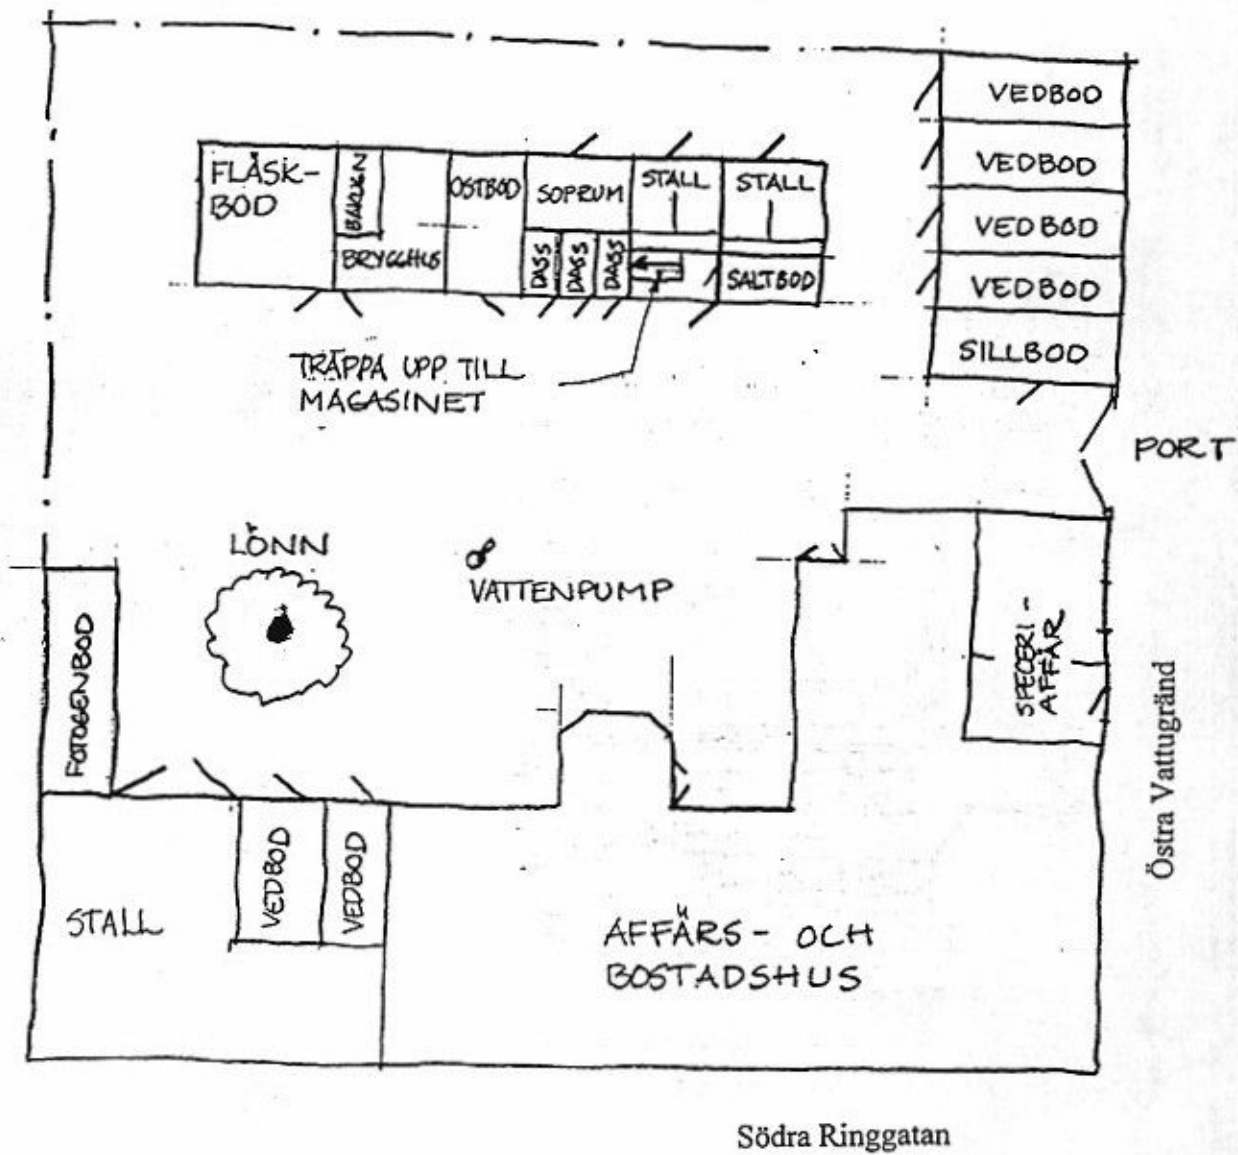 VEDBOD
VEDBOD
VEDBOD
VEDBOD
SILLBOD
FLÄSK-
BOD
BAKUGN
BRYGGHUS
OSTBOD
SOPRUM
STALL
STALL
DASS
DASS
DASS
SALTBOD
TRAPPA UPP TILL
MAGASINET
PORT
LÖNN
VATTENPUMP
FOTOGENBOD
SPECERI-
AFFÄR
Östra Vattugränd
STALL
VEDBOD
VEDBOD
AFFÄRS- OCH
BOSTADSHUS
Södra Ringgatan